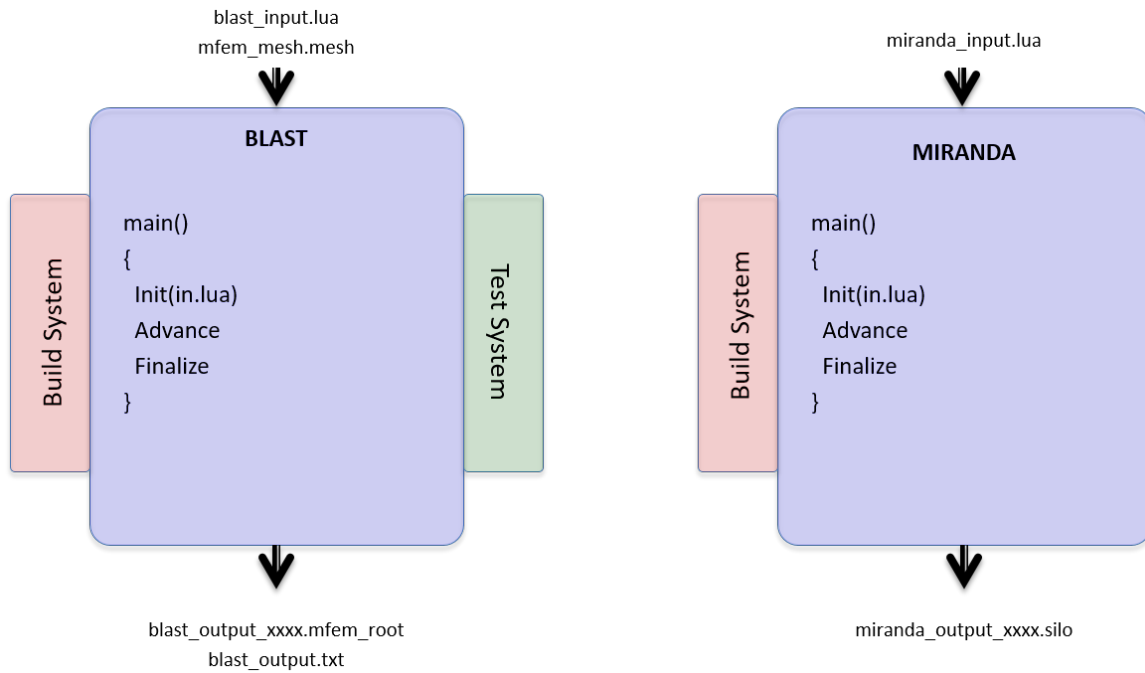 blast_input.lua
mfem_mesh.mesh
BLAST
Build System
main()
{
Init(in.lua)
Advance
Finalize
}
Test System
blast_output_xxxx.mfem_root
blast_output.txt
miranda_input.lua
MIRANDA
Build System
main()
{
Init(in.lua)
Advance
Finalize
}
miranda_output_xxxx.silo